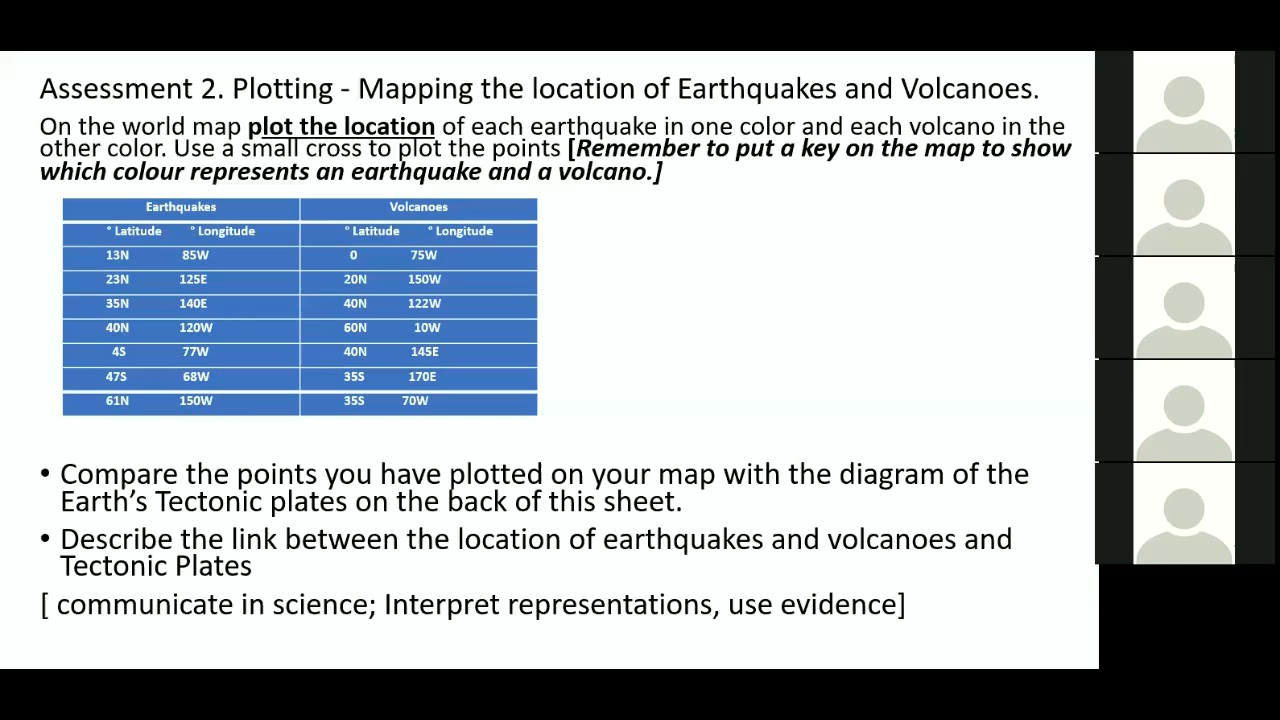 Assessment 2. Plotting - Mapping the location of Earthquakes and Volcanoes.
On the world map plot the location of each earthquake in one color and each volcano in the
other color. Use a small cross to plot the points [Remember to put a key on the map to show
which colour represents an earthquake and a volcano.]
Earthquakes Volcanoes
° Latitude ° Longitude ° Latitude ° Longitude
13N 85W 0 75W
23N 125E 20N 150W
35N 140E 40N 122W
40N 120W 60N 10W
4S 77W 40N 145E
47S 68W 35S 170E
61N 150W 35S 70W
• Compare the points you have plotted on your map with the diagram of the
Earth’s Tectonic plates on the back of this sheet.
• Describe the link between the location of earthquakes and volcanoes and
Tectonic Plates
[ communicate in science; Interpret representations, use evidence]